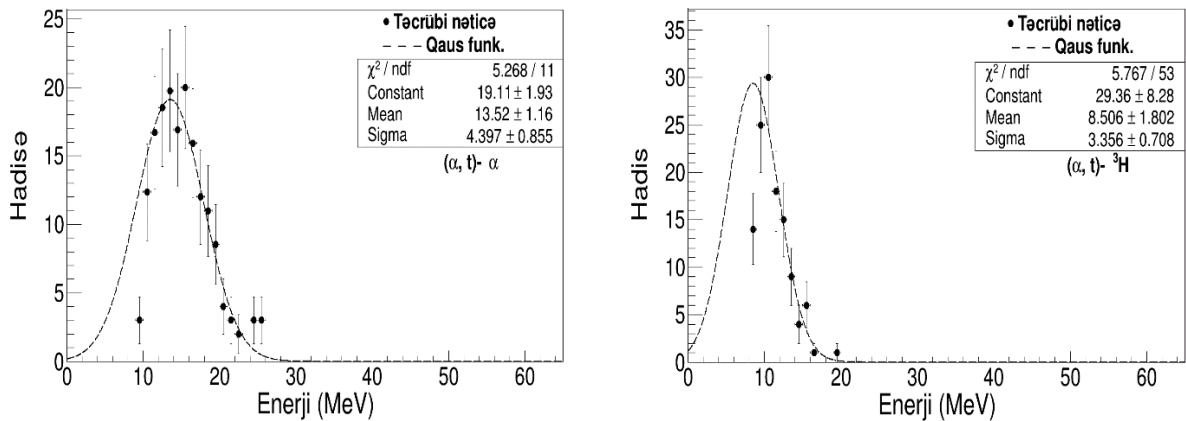 25
20
15
10
5
0
Hadisə
0 10 20 30 40 50 60
Enerji (MeV)
Təcrübi nəticə
Qaus funk.
χ² / ndf 5.268 / 11
Constant 19.11 ± 1.93
Mean 13.52 ± 1.16
Sigma 4.397 ± 0.855
(α, t)- α
35
30
25
20
15
10
5
0
Hadis
0 10 20 30 40 50 60
Enerji (MeV)
Təcrübi nəticə
Qaus funk.
χ² / ndf 5.767 / 53
Constant 29.36 ± 8.28
Mean 8.506 ± 1.802
Sigma 3.356 ± 0.708
(α, t)- ³H